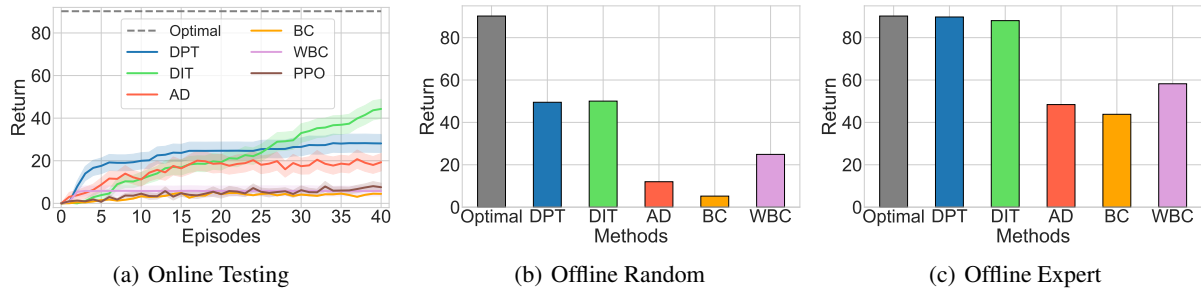 Return
80
60
40
20
0
Optimal
DPT
DIT
AD
BC
WBC
PPO
0 5 10 15 20 25 30 35 40
Episodes
(a) Online Testing
Return
80
60
40
20
0
Optimal DPT DIT AD BC WBC
Methods
(b) Offline Random
Return
80
60
40
20
0
Optimal DPT DIT AD BC WBC
Methods
(c) Offline Expert